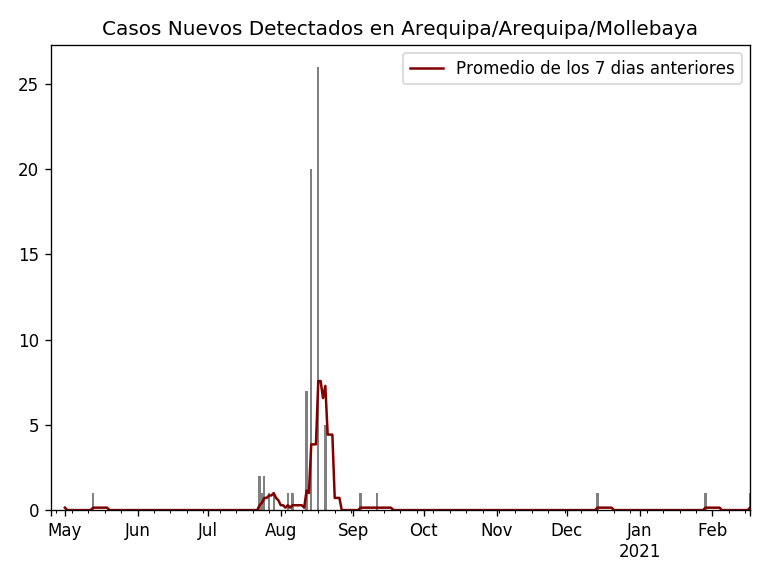 Casos Nuevos Detectados en Arequipa/Arequipa/Mollebaya
Promedio de los 7 dias anteriores
25
20
15
10
5
0
May Jun Jul Aug Sep Oct Nov Dec Jan Feb
2021